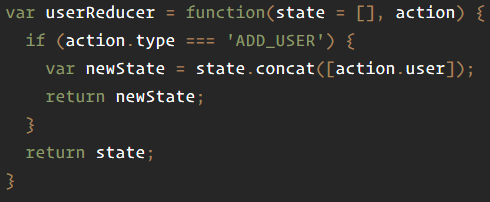 var userReducer = function(state = [], action) {
  if (action.type === 'ADD_USER') {
    var newState = state.concat([action.user]);
    return newState;
  }
  return state;
}